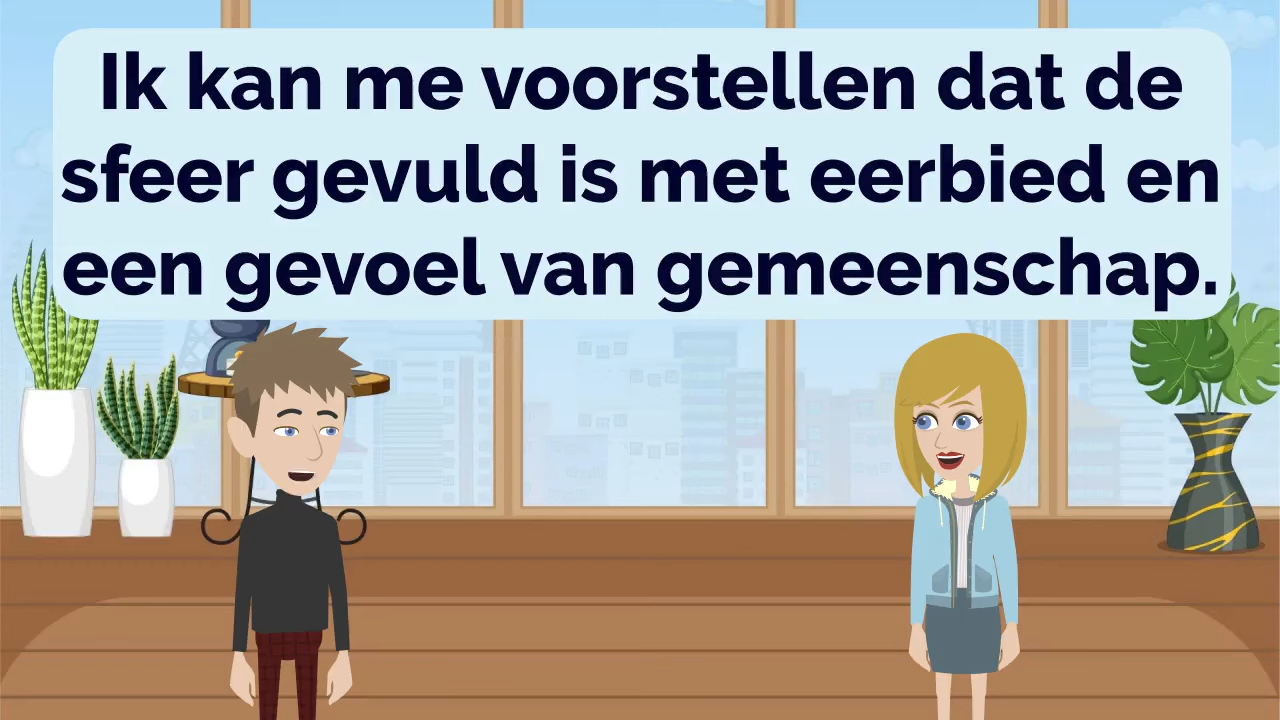 Ik kan me voorstellen dat de
sfeer gevuld is met eerbied en
een gevoel van gemeenschap.